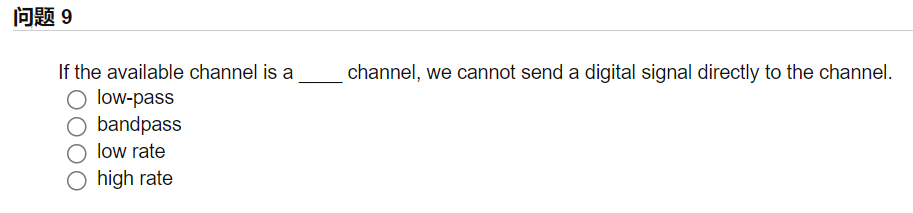 问题 9
If the available channel is a ____ channel, we cannot send a digital signal directly to the channel.
low-pass
bandpass
low rate
high rate